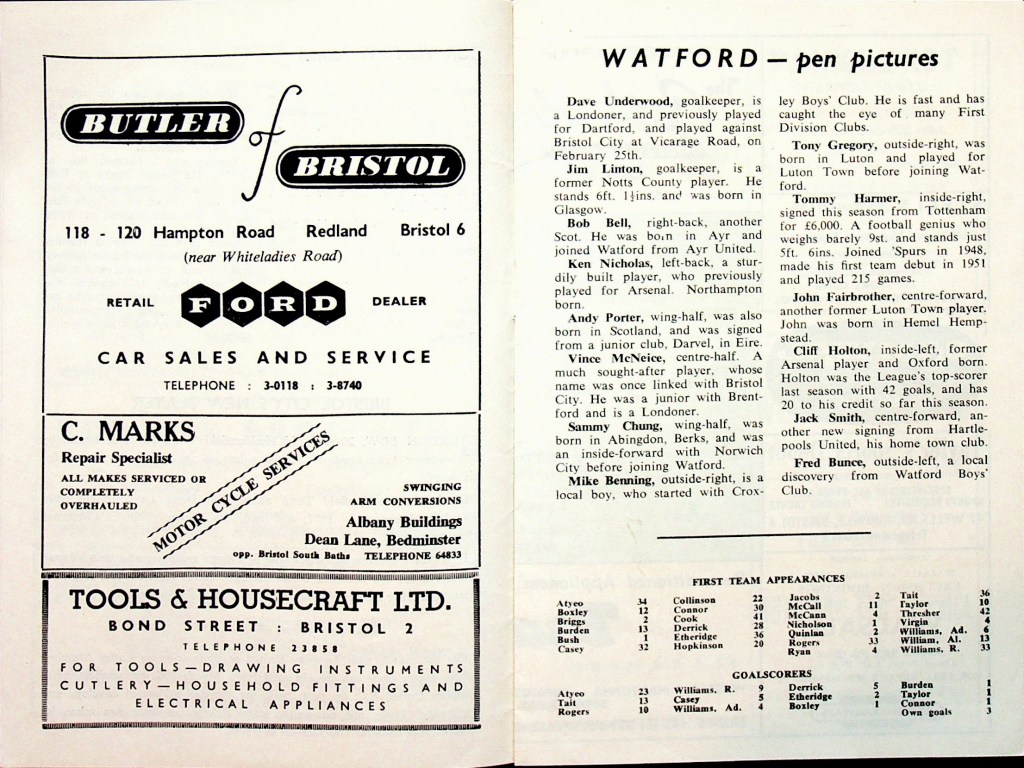 BUTLER
of
BRISTOL
118 - 120 Hampton Road Redland Bristol 6
(near Whiteladies Road)
RETAIL FORD DEALER
CAR SALES AND SERVICE
TELEPHONE : 3-0118 : 3-8740
C. MARKS
Repair Specialist
ALL MAKES SERVICED OR
COMPLETELY
OVERHAULED
MOTOR CYCLE SERVICES
SWINGING
ARM CONVERSIONS
Albany Buildings
Dean Lane, Bedminster
opp. Bristol South Baths TELEPHONE 64833
TOOLS & HOUSECRAFT LTD.
BOND STREET : BRISTOL 2
TELEPHONE 23858
FOR TOOLS—DRAWING INSTRUMENTS
CUTLERY—HOUSEHOLD FITTINGS AND
ELECTRICAL APPLIANCES
WATFORD — pen pictures
Dave Underwood, goalkeeper, is
a Londoner, and previously played
for Dartford, and played against
Bristol City at Vicarage Road, on
February 25th.
Jim Linton, goalkeeper, is a
former Notts County player. He
stands 6ft. 1½ins. and was born in
Glasgow.
Bob Bell, right-back, another
Scot. He was born in Ayr and
joined Watford from Ayr United.
Ken Nicholas, left-back, a stur-
dily built player, who previously
played for Arsenal. Northampton
born.
Andy Porter, wing-half, was also
born in Scotland, and was signed
from a junior club, Darvel, in Eire.
Vince McNeice, centre-half. A
much sought-after player, whose
name was once linked with Bristol
City. He was a junior with Brent-
ford and is a Londoner.
Sammy Chung, wing-half, was
born in Abingdon, Berks, and was
an inside-forward with Norwich
City before joining Watford.
Mike Benning, outside-right, is a
local boy, who started with Crox-
ley Boys' Club. He is fast and has
caught the eye of many First
Division Clubs.
Tony Gregory, outside-right, was
born in Luton and played for
Luton Town before joining Wat-
ford.
Tommy Harmer, inside-right,
signed this season from Tottenham
for £6,000. A football genius who
weighs barely 9st. and stands just
5ft. 6ins. Joined 'Spurs in 1948,
made his first team debut in 1951
and played 215 games.
John Fairbrother, centre-forward,
another former Luton Town player.
John was born in Hemel Hemp-
stead.
Cliff Holton, inside-left, former
Arsenal player and Oxford born.
Holton was the League's top-scorer
last season with 42 goals, and has
20 to his credit so far this season.
Jack Smith, centre-forward, an-
other new signing from Hartle-
pools United, his home town club.
Fred Bunce, outside-left, a local
discovery from Watford Boys'
Club.
FIRST TEAM APPEARANCES
Atyeo 34 Collinson 22 Jacobs 2 Tait 36
Boxley 12 Connor 30 McCall 11 Taylor 10
Briggs 2 Cook 41 McCann 4 Thresher 42
Burden 13 Derrick 28 Nicholson 1 Virgin 4
Bush 1 Etheridge 36 Quinlan 2 Williams, Ad. 6
Casey 32 Hopkinson 20 Rogers 33 William, Al. 13
Ryan 4 Williams, R. 33
GOALSCORERS
Atyeo 23 Williams, R. 9 Derrick 5 Burden 1
Tait 13 Casey 5 Etheridge 2 Taylor 1
Rogers 10 Williams, Ad. 4 Boxley 1 Connor 1
Own goals 3